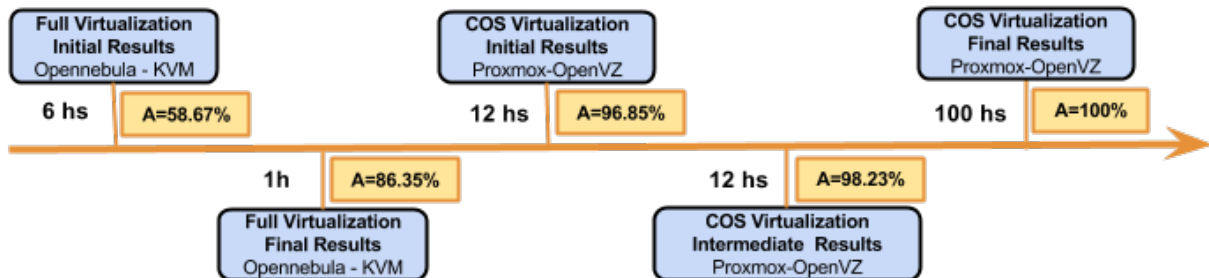 Full Virtualization
Initial Results
Opennebula - KVM
6 hs
A=58.67%
1h
A=86.35%
Full Virtualization
Final Results
Opennebula - KVM
COS Virtualization
Initial Results
Proxmox-OpenVZ
12 hs
A=96.85%
12 hs
A=98.23%
COS Virtualization
Intermediate Results
Proxmox-OpenVZ
COS Virtualization
Final Results
Proxmox-OpenVZ
100 hs
A=100%